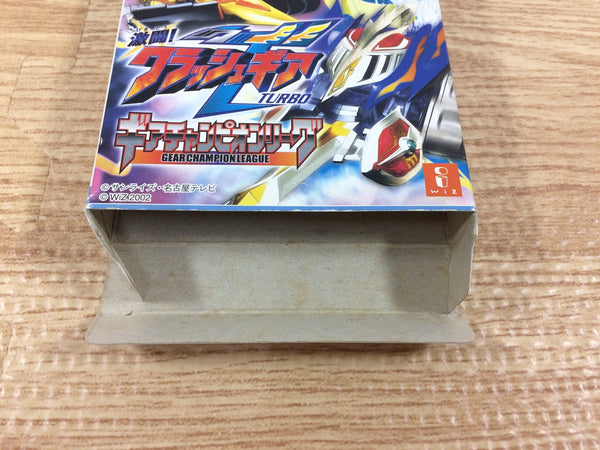 激闘!
クラッシュギア
TURBO
ギアチャンピオンリーグ
GEAR CHAMPION LEAGUE
© サンライズ・名古屋テレビ
© WiZ 2002
WiZ